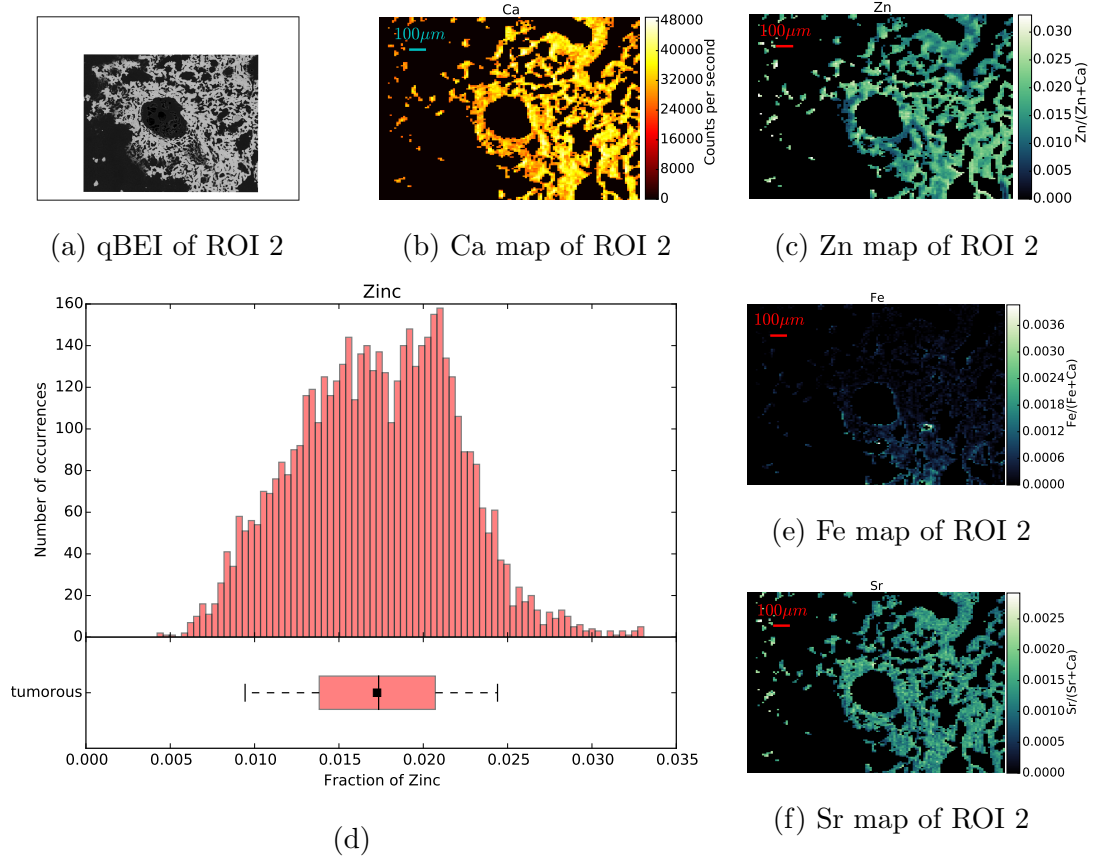 Ca
100μm
48000
40000
32000
24000
16000
8000
0
Counts per second
Zn
100μm
0.030
0.025
0.020
0.015
0.010
0.005
0.000
Zn/(Zn+Ca)
(a) qBEI of ROI 2
(b) Ca map of ROI 2
(c) Zn map of ROI 2
Zinc
160
140
120
100
80
60
40
20
0
Number of occurrences
tumorous
0.000 0.005 0.010 0.015 0.020 0.025 0.030 0.035
Fraction of Zinc
(d)
Fe
100μm
0.0036
0.0030
0.0024
0.0018
0.0012
0.0006
0.0000
Fe/(Fe+Ca)
(e) Fe map of ROI 2
Sr
100μm
0.0025
0.0020
0.0015
0.0010
0.0005
0.0000
Sr/(Sr+Ca)
(f) Sr map of ROI 2